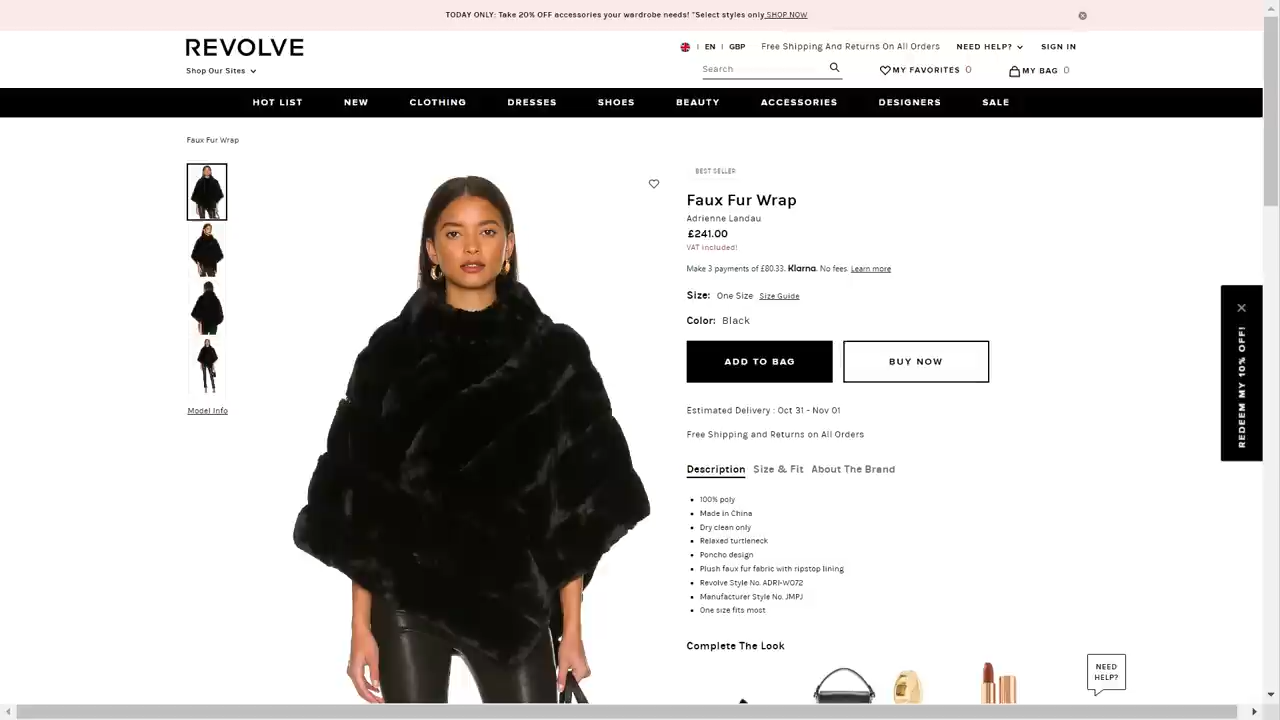 TODAY ONLY: Take 20% OFF accessories your wardrobe needs! *Select styles only SHOP NOW
REVOLVE
EN | GBP Free Shipping And Returns On All Orders NEED HELP? SIGN IN
Shop Our Sites
Search
MY FAVORITES 0
MY BAG 0
HOT LIST NEW CLOTHING DRESSES SHOES BEAUTY ACCESSORIES DESIGNERS SALE
Faux Fur Wrap
Model Info
BEST SELLER
Faux Fur Wrap
Adrienne Landau
£241.00
VAT included!
Make 3 payments of £80.33. Klarna. No fees. Learn more
Size: One Size Size Guide
Color: Black
ADD TO BAG BUY NOW
Estimated Delivery : Oct 31 - Nov 01
Free Shipping and Returns on All Orders
Description Size & Fit About The Brand
100% poly
Made in China
Dry clean only
Relaxed turtleneck
Poncho design
Plush faux fur fabric with ripstop lining
Revolve Style No. ADRI-WO72
Manufacturer Style No. JMPJ
One size fits most
Complete The Look
REDEEM MY 10% OFF!
NEED
HELP?